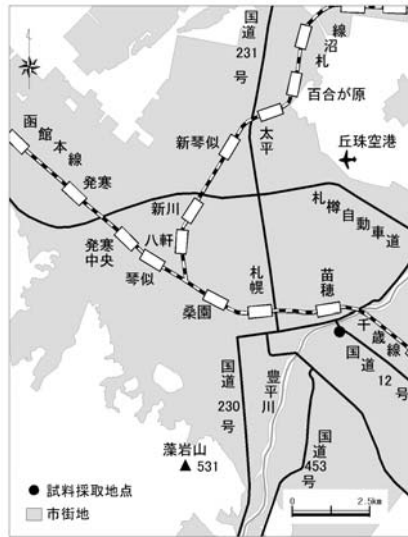 国道
231
号
札沼線
百合が原
太平
新琴似
丘珠空港
函館本線
発寒
新川
札樽自動車道
発寒
中央
八軒
琴似
札幌
苗穂
桑園
千歳線
国道
12
号
国道
230
号
豊平川
藻岩山
531
国道
453
号
試料採取地点
市街地
0
2.5km